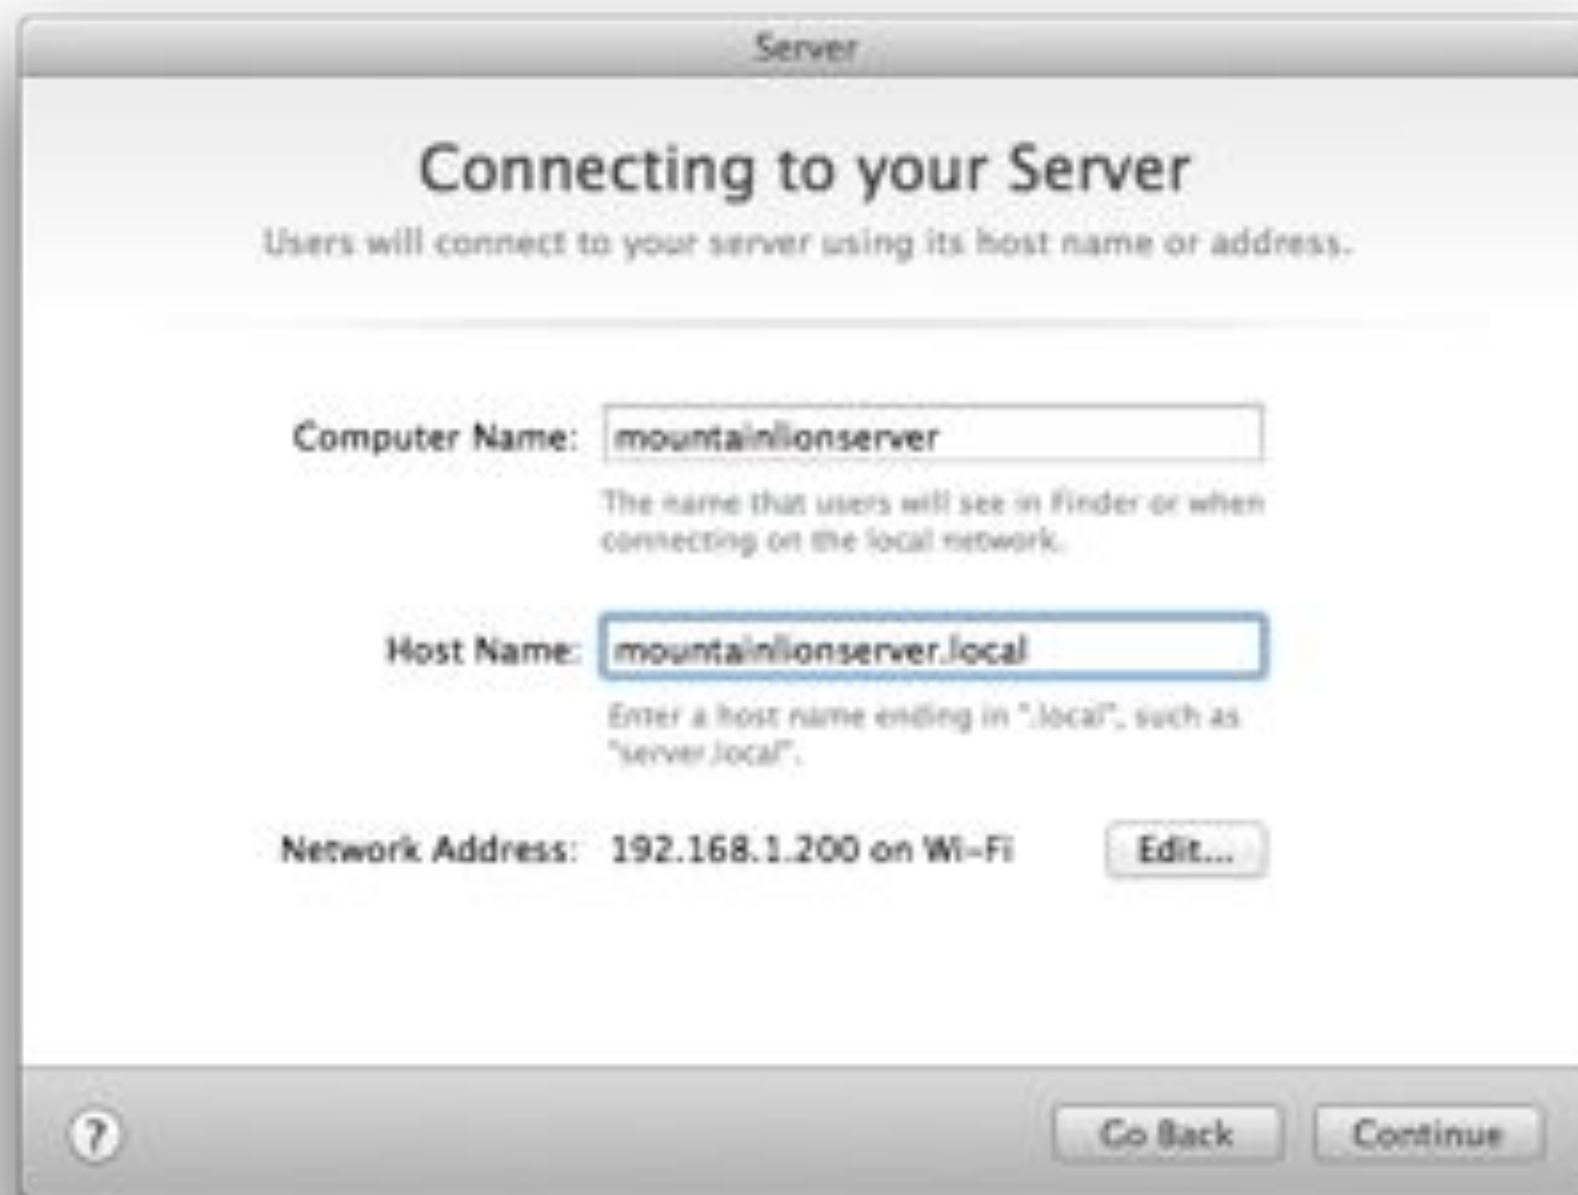 Server
Connecting to your Server
Users will connect to your server using its host name or address.
Computer Name: mountainlionserver
The name that users will see in Finder or when
connecting on the local network.
Host Name: mountainlionserver.local
Enter a host name ending in ".local", such as
"server.local".
Network Address: 192.168.1.200 on Wi-Fi Edit...
? Go Back Continue